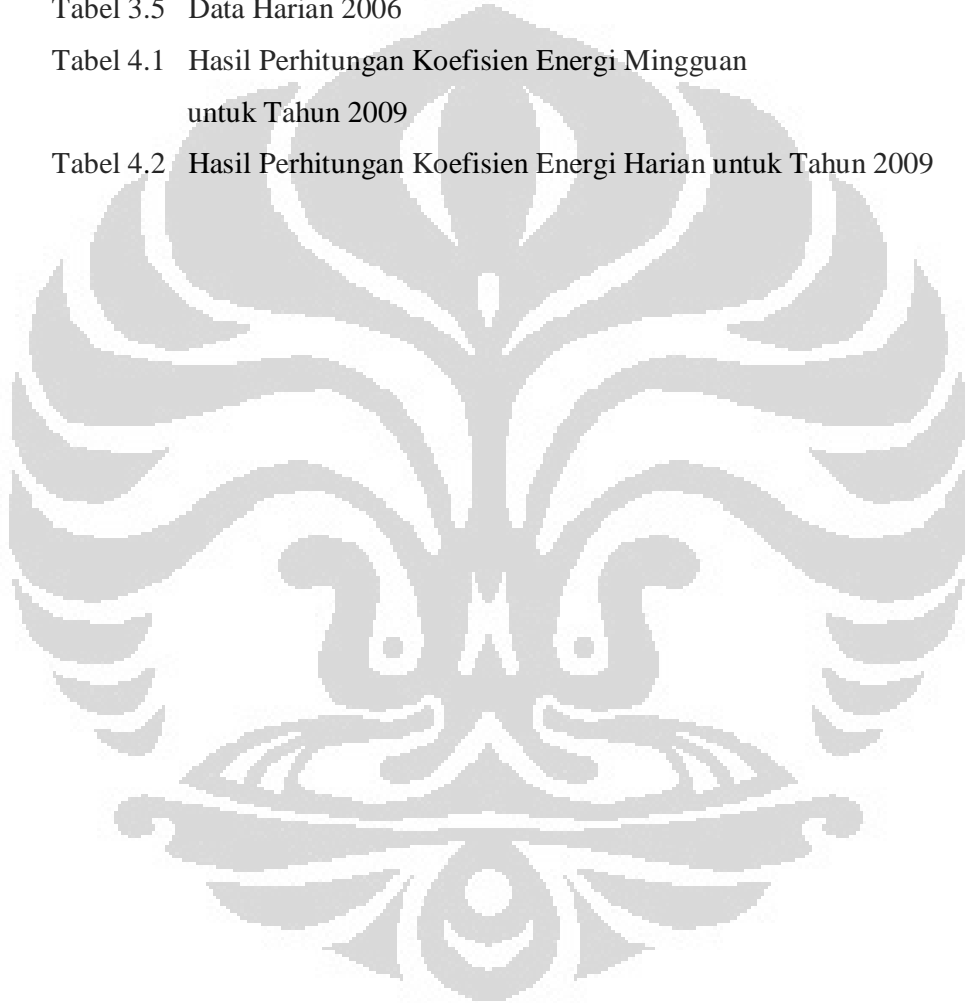 Tabel 3.5 Data Harian 2006
Tabel 4.1 Hasil Perhitungan Koefisien Energi Mingguan
untuk Tahun 2009
Tabel 4.2 Hasil Perhitungan Koefisien Energi Harian untuk Tahun 2009